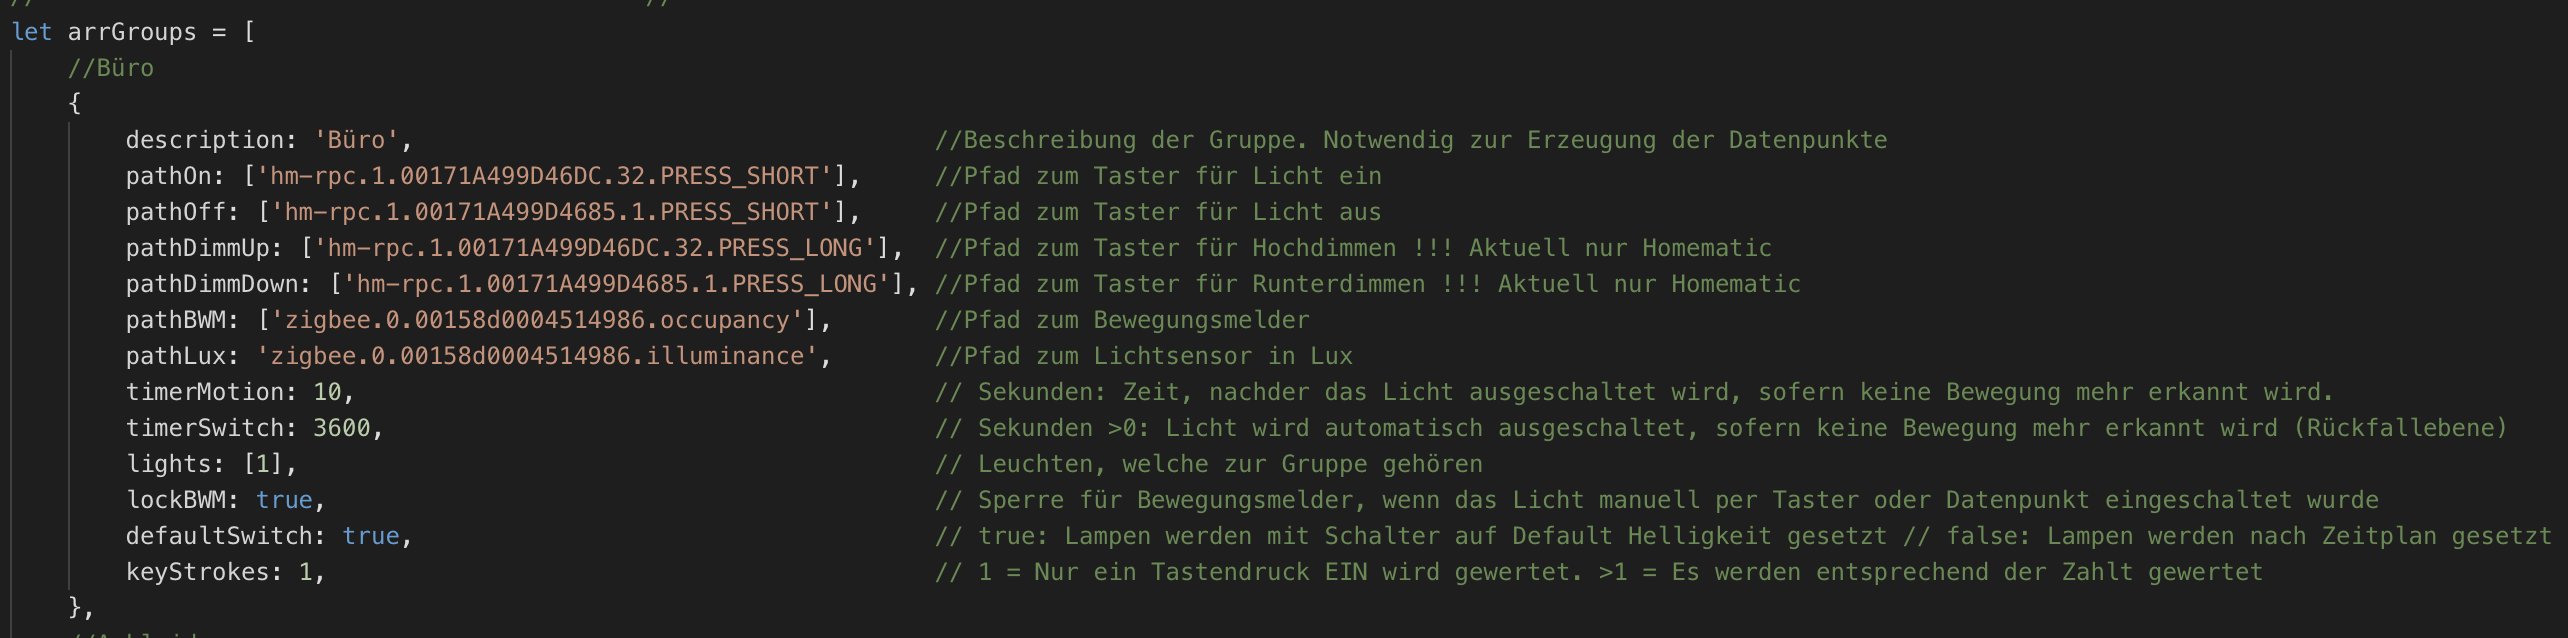 //                                          //
let arrGroups = [
//Büro
{
description: 'Büro', //Beschreibung der Gruppe. Notwendig zur Erzeugung der Datenpunkte
pathOn: ['hm-rpc.1.00171A499D46DC.32.PRESS_SHORT'], //Pfad zum Taster für Licht ein
pathOff: ['hm-rpc.1.00171A499D4685.1.PRESS_SHORT'], //Pfad zum Taster für Licht aus
pathDimmUp: ['hm-rpc.1.00171A499D46DC.32.PRESS_LONG'], //Pfad zum Taster für Hochdimmen !!! Aktuell nur Homematic
pathDimmDown: ['hm-rpc.1.00171A499D4685.1.PRESS_LONG'], //Pfad zum Taster für Runterdimmen !!! Aktuell nur Homematic
pathBWM: ['zigbee.0.00158d0004514986.occupancy'], //Pfad zum Bewegungsmelder
pathLux: 'zigbee.0.00158d0004514986.illuminance', //Pfad zum Lichtsensor in Lux
timerMotion: 10, // Sekunden: Zeit, nachder das Licht ausgeschaltet wird, sofern keine Bewegung mehr erkannt wird.
timerSwitch: 3600, // Sekunden >0: Licht wird automatisch ausgeschaltet, sofern keine Bewegung mehr erkannt wird (Rückfallebene)
lights: [1], // Leuchten, welche zur Gruppe gehören
lockBWM: true, // Sperre für Bewegungsmelder, wenn das Licht manuell per Taster oder Datenpunkt eingeschaltet wurde
defaultSwitch: true, // true: Lampen werden mit Schalter auf Default Helligkeit gesetzt // false: Lampen werden nach Zeitplan gesetzt
keyStrokes: 1, // 1 = Nur ein Tastendruck EIN wird gewertet. >1 = Es werden entsprechend der Zahlt gewertet
},